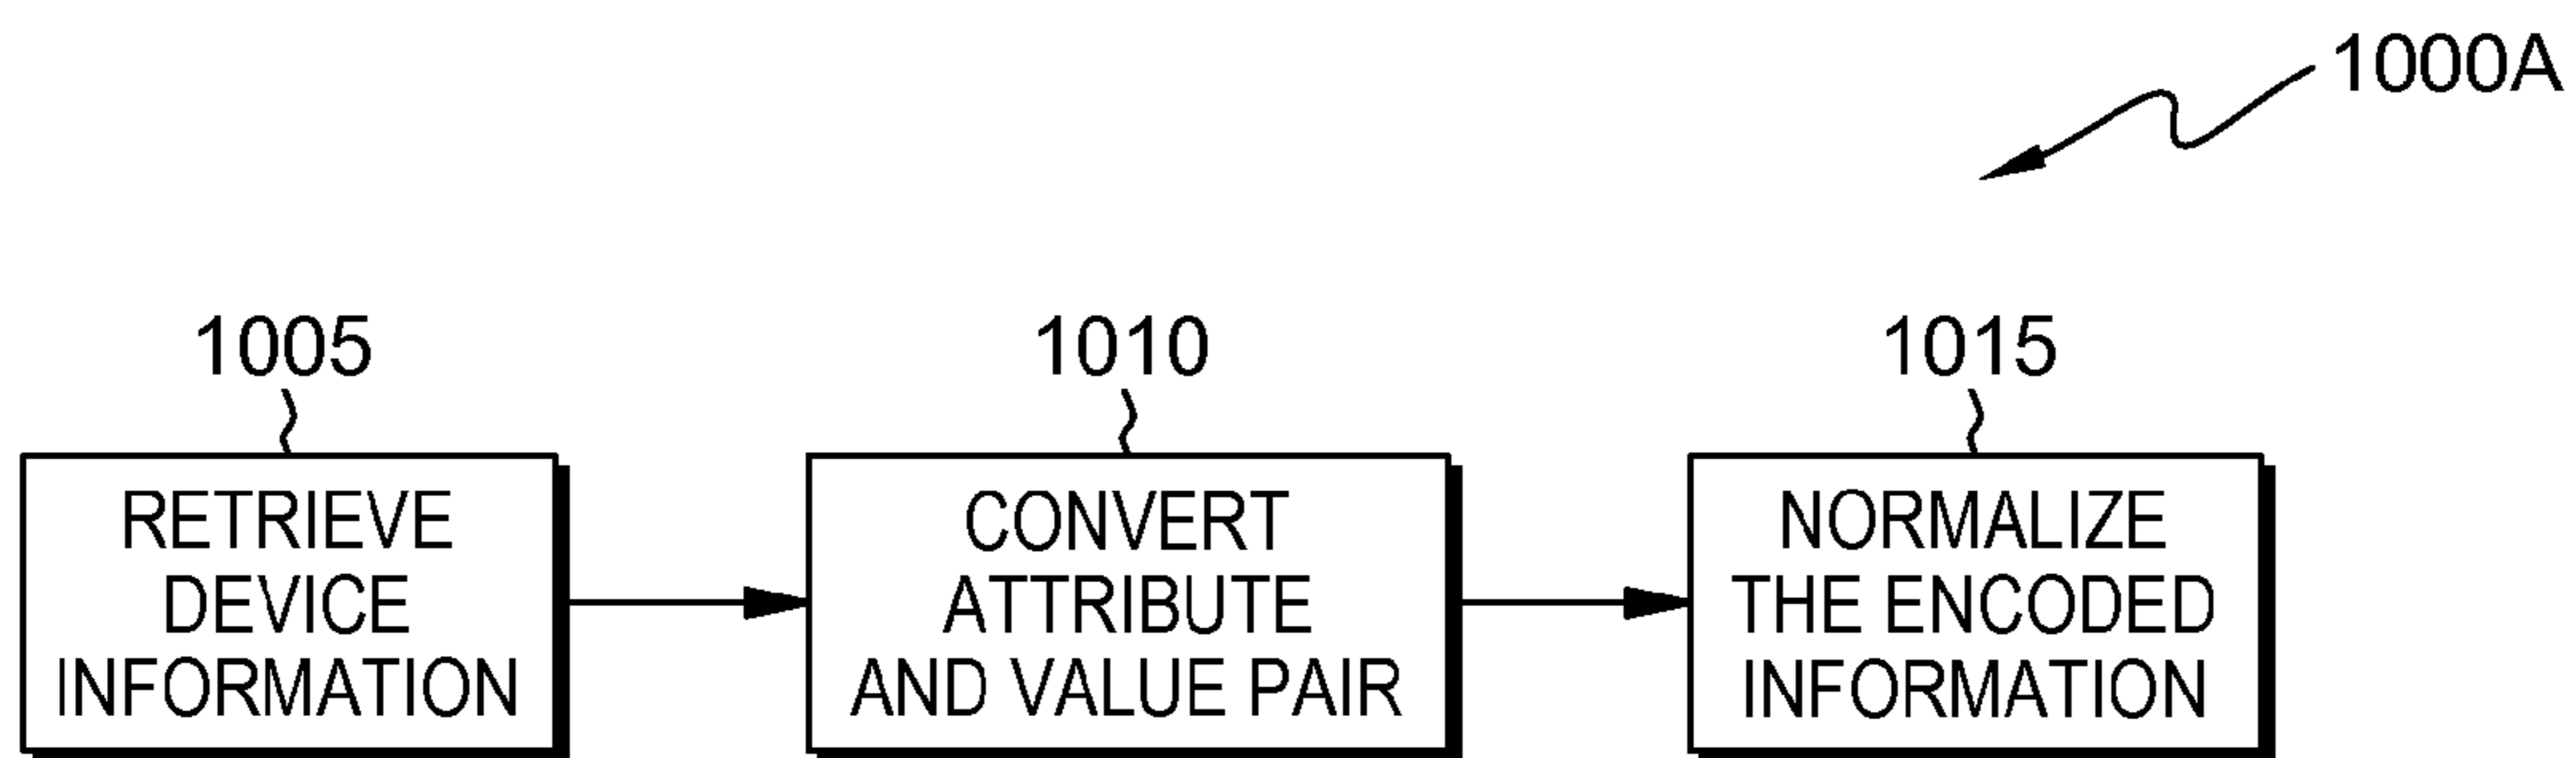 1000A
1005
1010
1015
RETRIEVE
DEVICE
INFORMATION
CONVERT
ATTRIBUTE
AND VALUE PAIR
NORMALIZE
THE ENCODED
INFORMATION